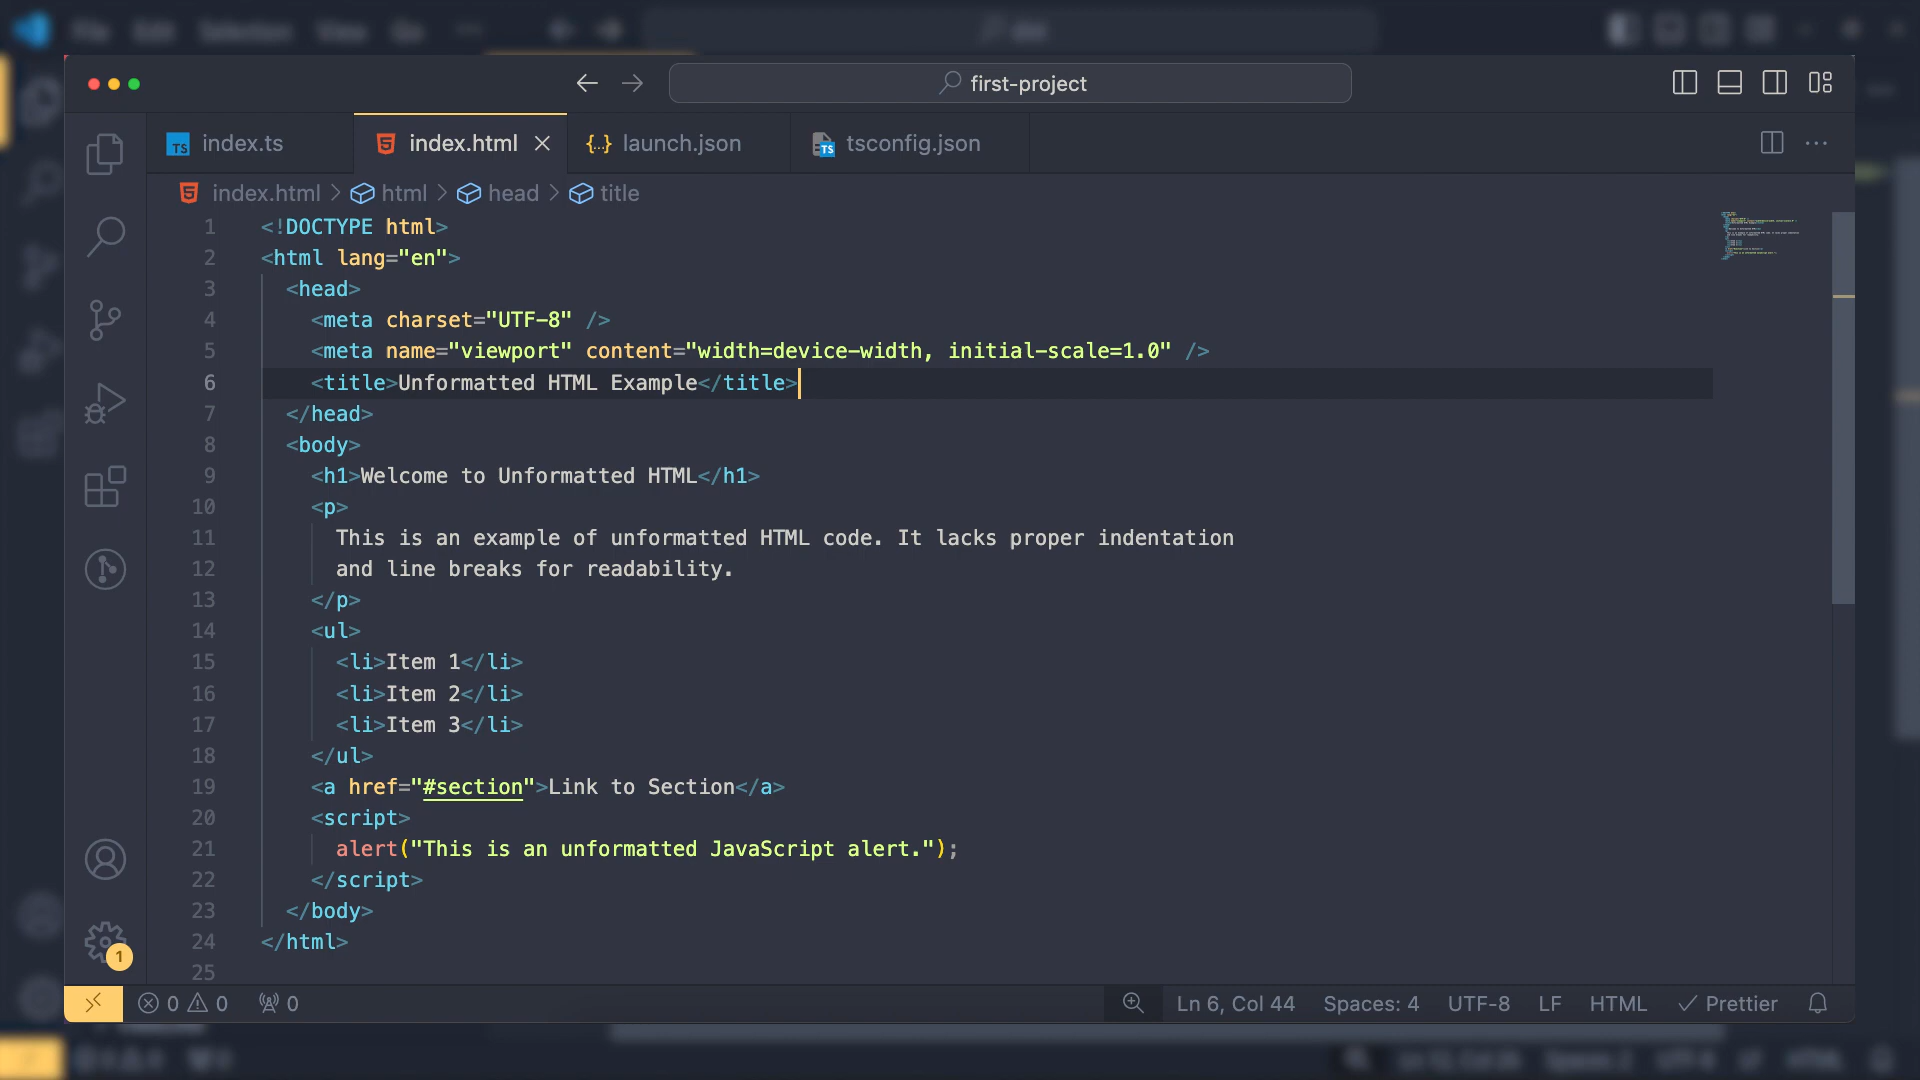 File Edit Selection View Go
first-project
index.ts index.html launch.json tsconfig.json
index.html > html > head > title
1 <!DOCTYPE html>
2 <html lang="en">
3 <head>
4 <meta charset="UTF-8" />
5 <meta name="viewport" content="width=device-width, initial-scale=1.0" />
6 <title>Unformatted HTML Example</title>
7 </head>
8 <body>
9 <h1>Welcome to Unformatted HTML</h1>
10 <p>
11 This is an example of unformatted HTML code. It lacks proper indentation
12 and line breaks for readability.
13 </p>
14 <ul>
15 <li>Item 1</li>
16 <li>Item 2</li>
17 <li>Item 3</li>
18 </ul>
19 <a href="#section">Link to Section</a>
20 <script>
21 alert("This is an unformatted JavaScript alert.");
22 </script>
23 </body>
24 </html>
25
1
0 0 0 Ln 6, Col 44 Spaces: 4 UTF-8 LF HTML Prettier